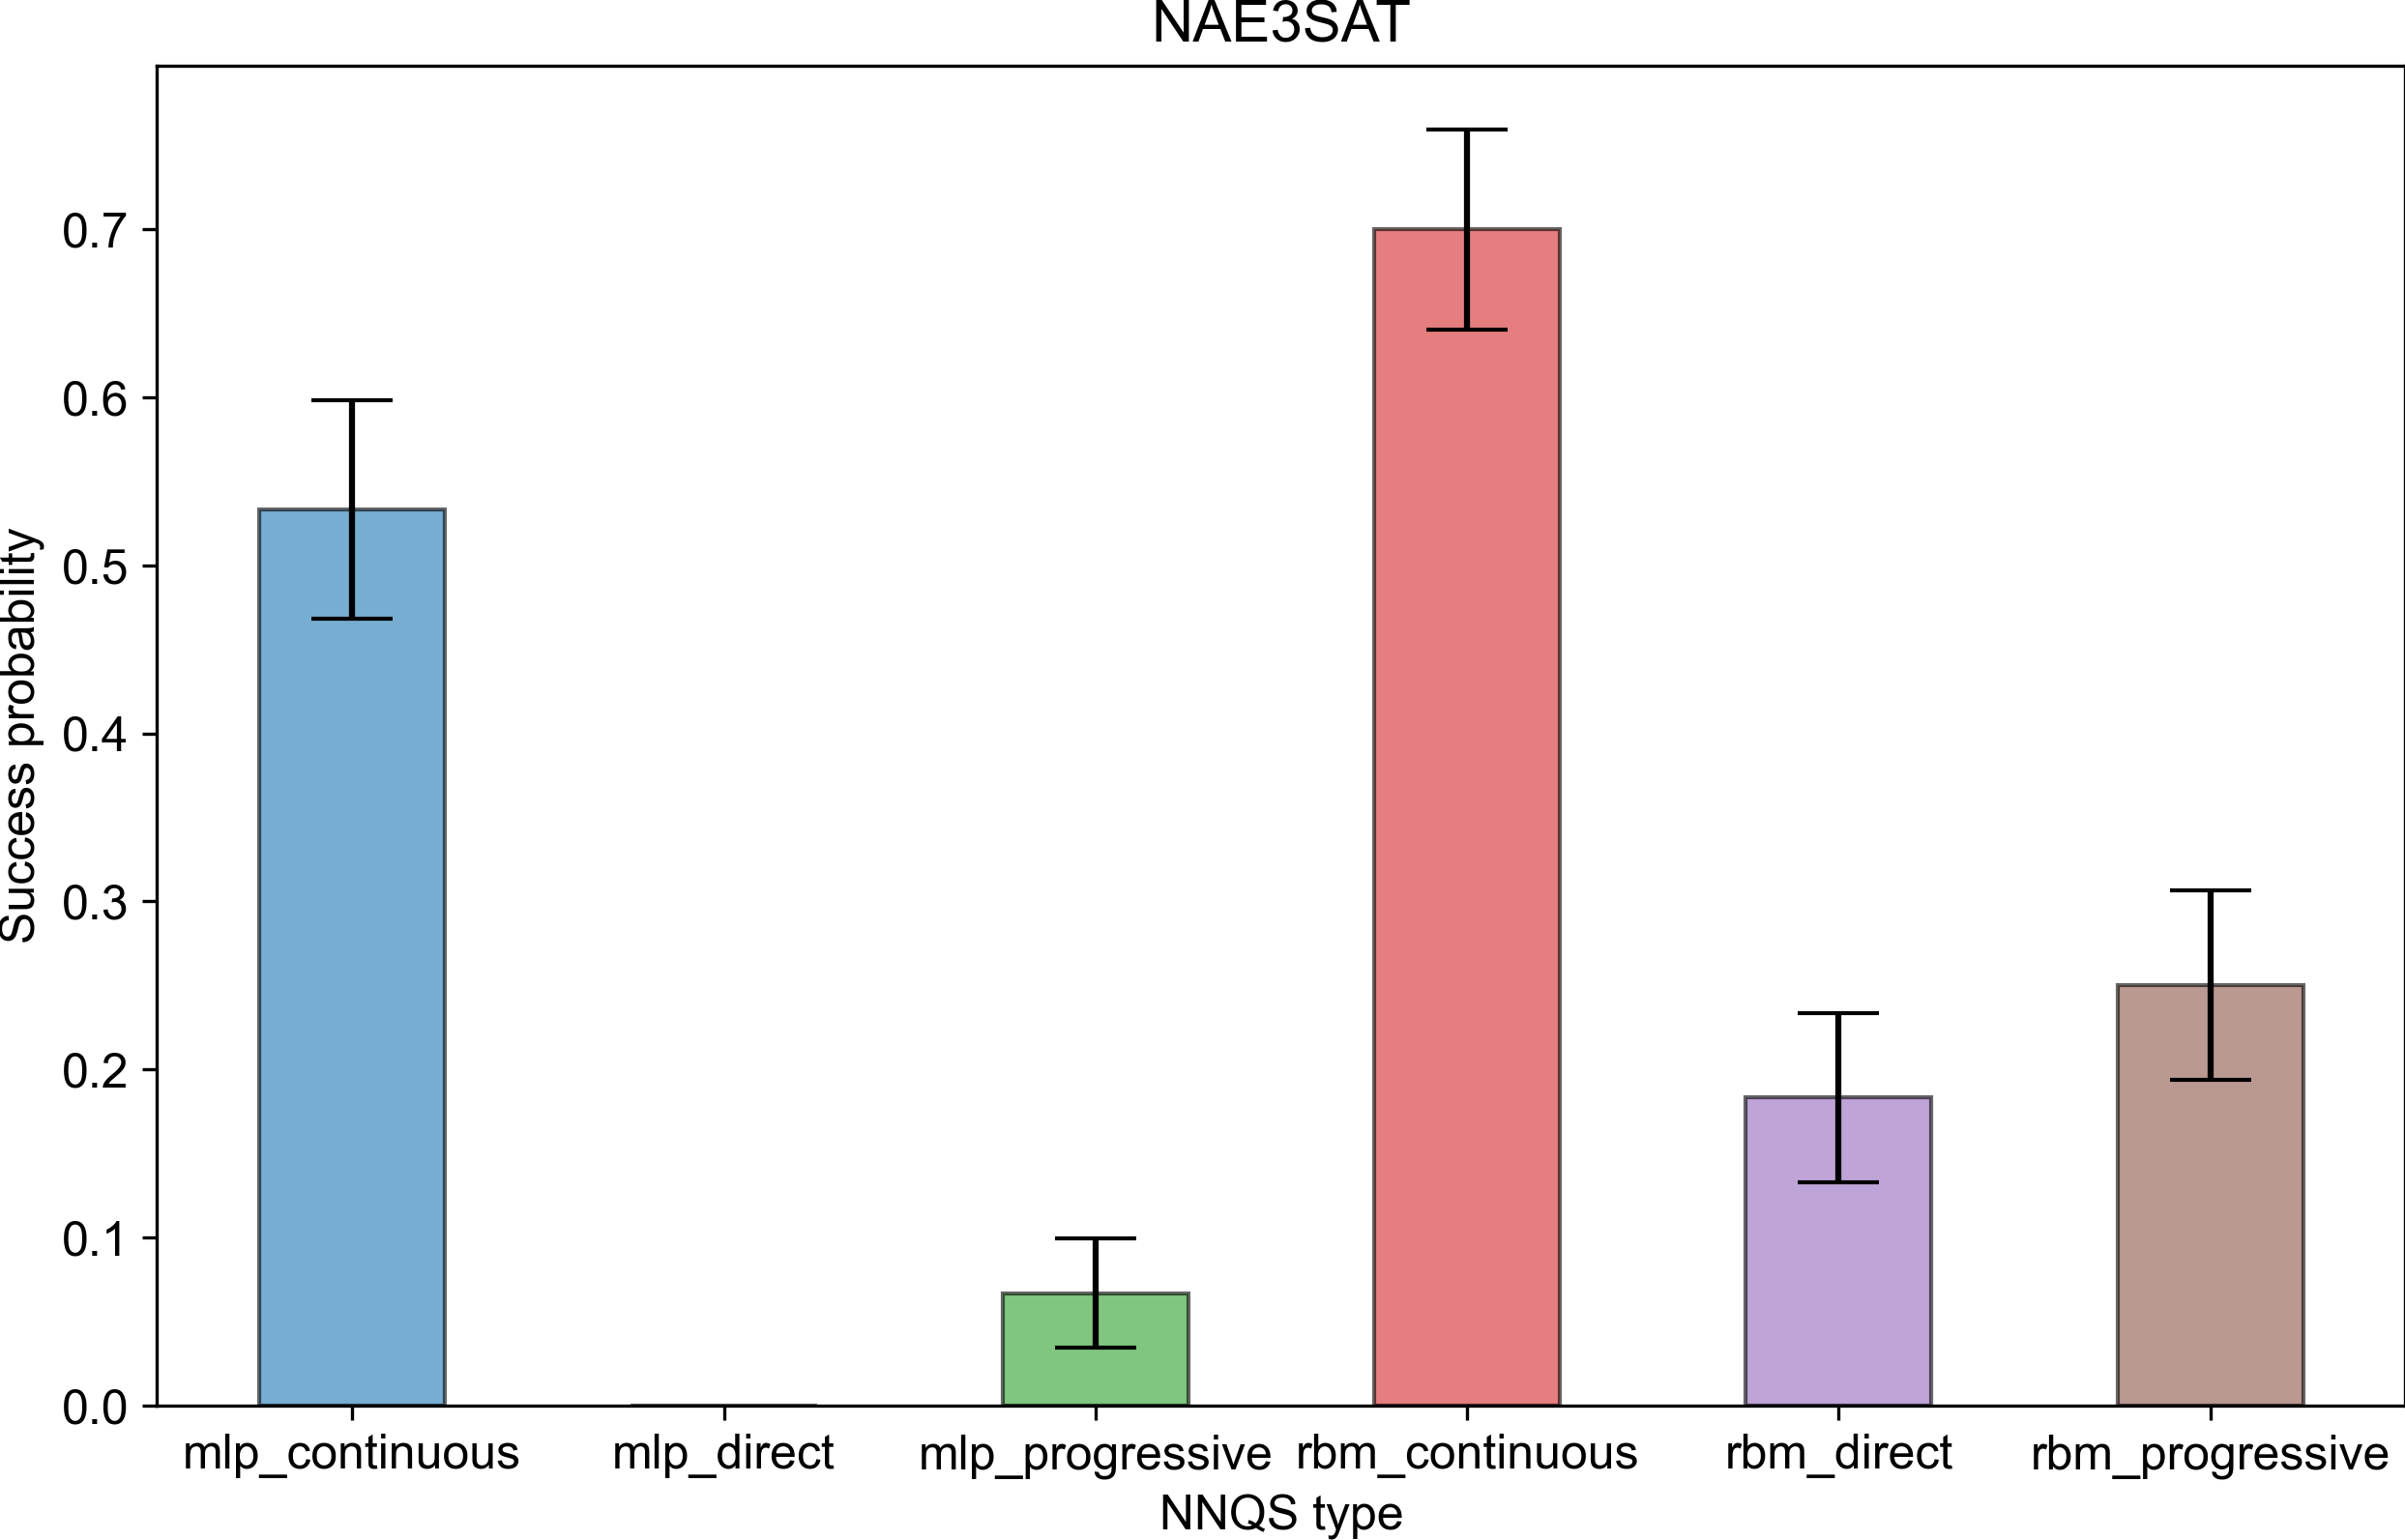 NAE3SAT
Success probability
0.7
0.6
0.5
0.4
0.3
0.2
0.1
0.0
mlp_continuous mlp_direct mlp_progressive rbm_continuous rbm_direct rbm_progressive
NNQS type